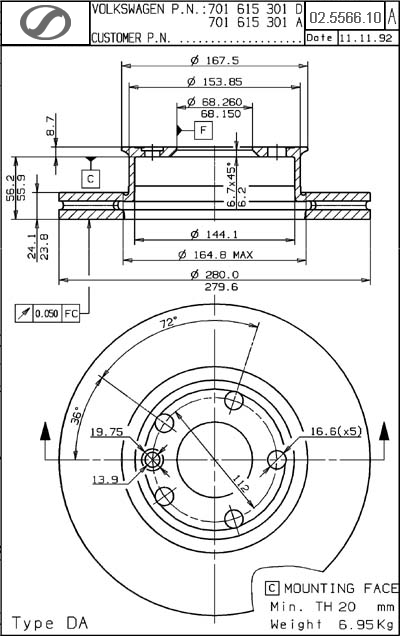 VOLKSWAGEN P.N.:701 615 301 D
701 615 301 A
CUSTOMER P.N. ..................
02.5566.10
A
Date 11.11.92
Ø 167.5
Ø 153.85
Ø 68.260
68.150
F
8.7
C
56.2
55.9
6.7x45°
6.2
24.1
23.8
Ø 144.1
Ø 164.8 MAX
Ø 280.0
279.6
0.050 FC
72°
36°
19.75
16.6(x5)
13.9
112
C MOUNTING FACE
Min. TH 20 mm
Type DA
Weight 6.95Kg